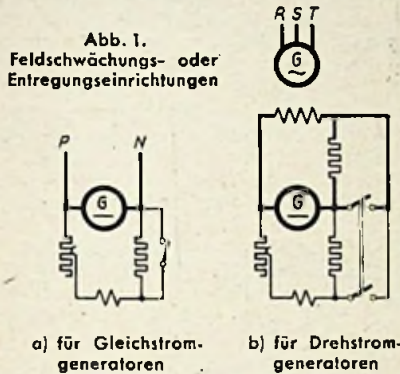 Abb. 1.
Feldschwächungs- oder
Entregungseinrichtungen
R S T
G
P N
G
G
a) für Gleichstrom-
generatoren
b) für Drehstrom-
generatoren